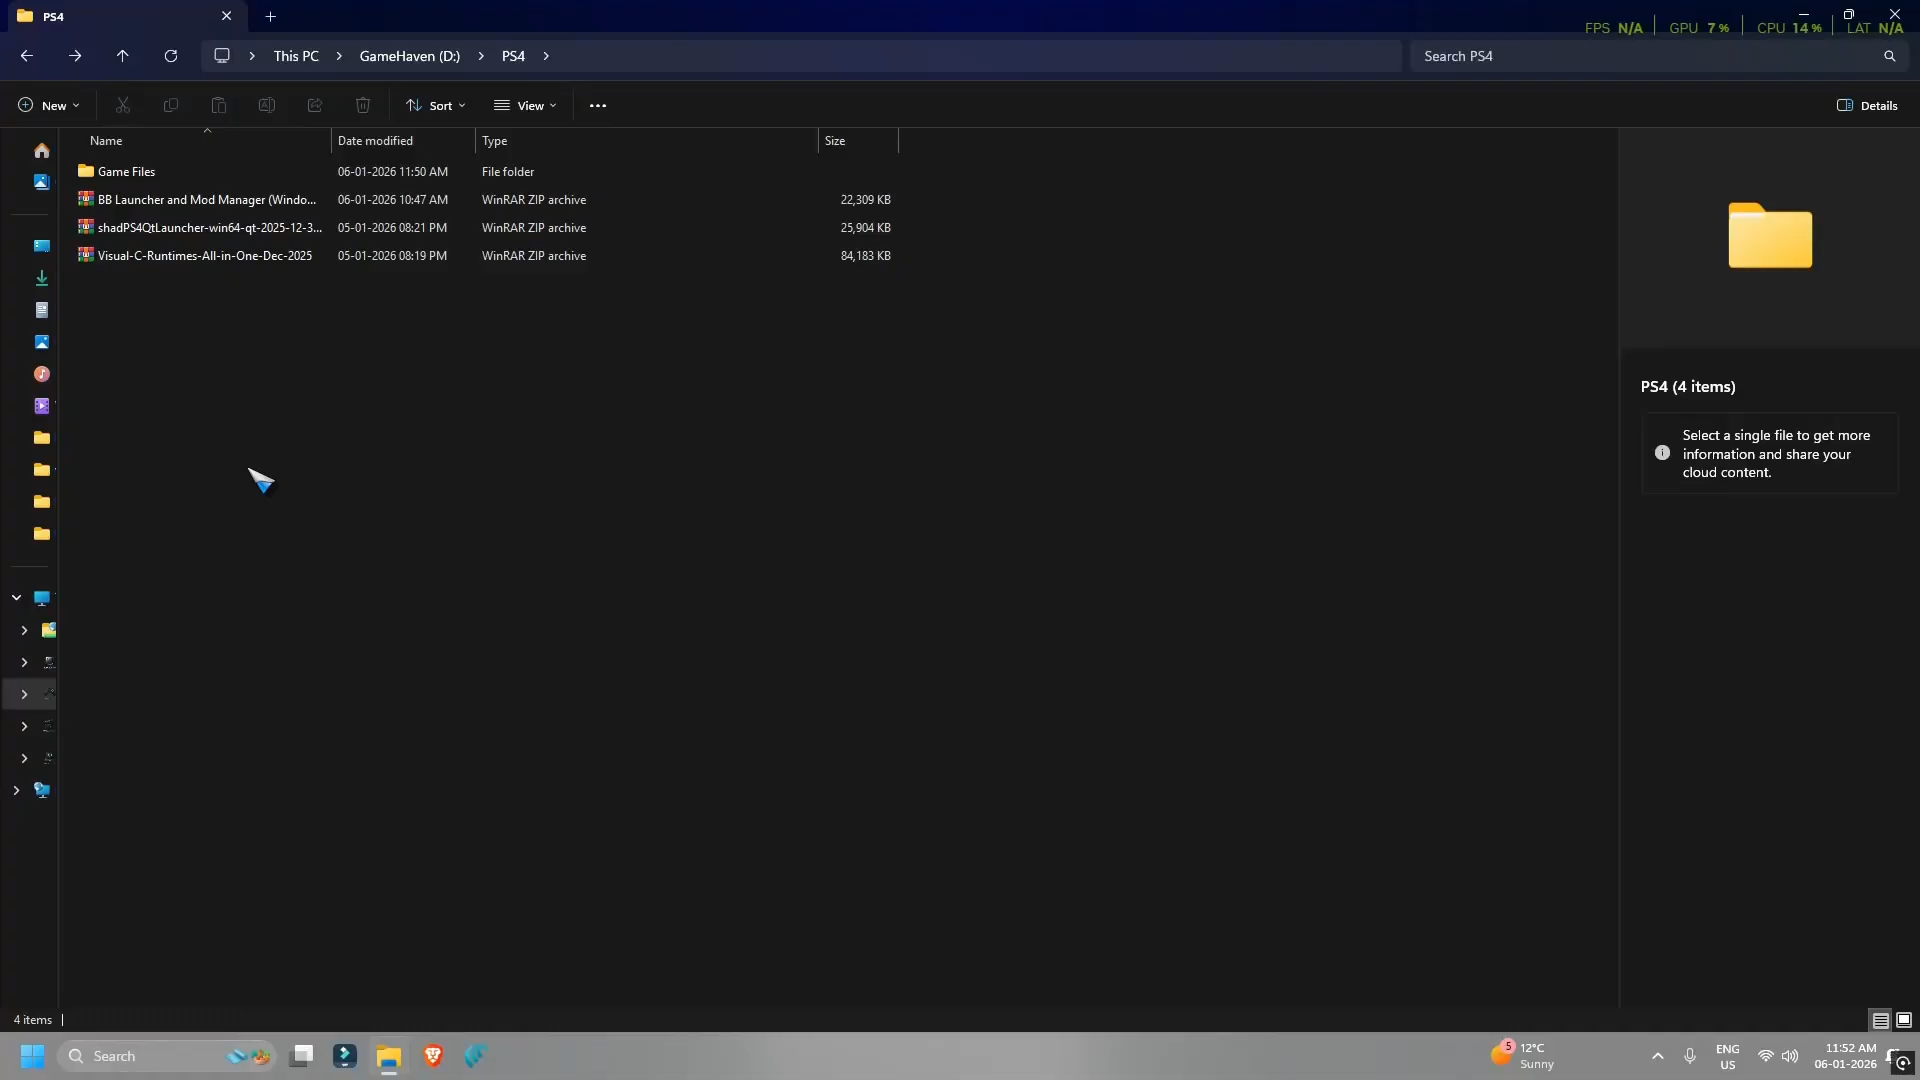 PS4
FPS N/A GPU 7 % CPU 14 % LAT N/A
This PC GameHaven (D:) PS4
Search PS4
New Sort View Details
Name Date modified Type Size
Game Files 06-01-2026 11:50 AM File folder
BB Launcher and Mod Manager (Windo... 06-01-2026 10:47 AM WinRAR ZIP archive 22,309 KB
shadPS4QtLauncher-win64-qt-2025-12-3... 05-01-2026 08:21 PM WinRAR ZIP archive 25,904 KB
Visual-C-Runtimes-All-in-One-Dec-2025 05-01-2026 08:19 PM WinRAR ZIP archive 84,183 KB
PS4 (4 items)
Select a single file to get more
information and share your
cloud content.
4 items
Search
5
12°C
Sunny
ENG
US
11:52 AM
06-01-2026